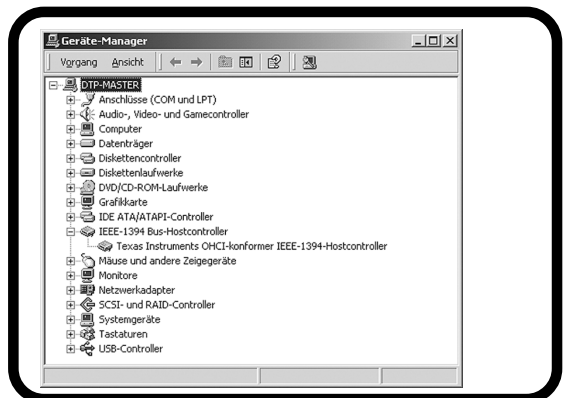 Geräte-Manager
Vorgang Ansicht
DTP-MASTER
Anschlüsse (COM und LPT)
Audio-, Video- und Gamecontroller
Computer
Datenträger
Diskettencontroller
Diskettenlaufwerke
DVD/CD-ROM-Laufwerke
Grafikkarte
IDE ATA/ATAPI-Controller
IEEE-1394 Bus-Hostcontroller
Texas Instruments OHCI-konformer IEEE-1394-Hostcontroller
Mäuse und andere Zeigegeräte
Monitore
Netzwerkadapter
SCSI- und RAID-Controller
Systemgeräte
Tastaturen
USB-Controller